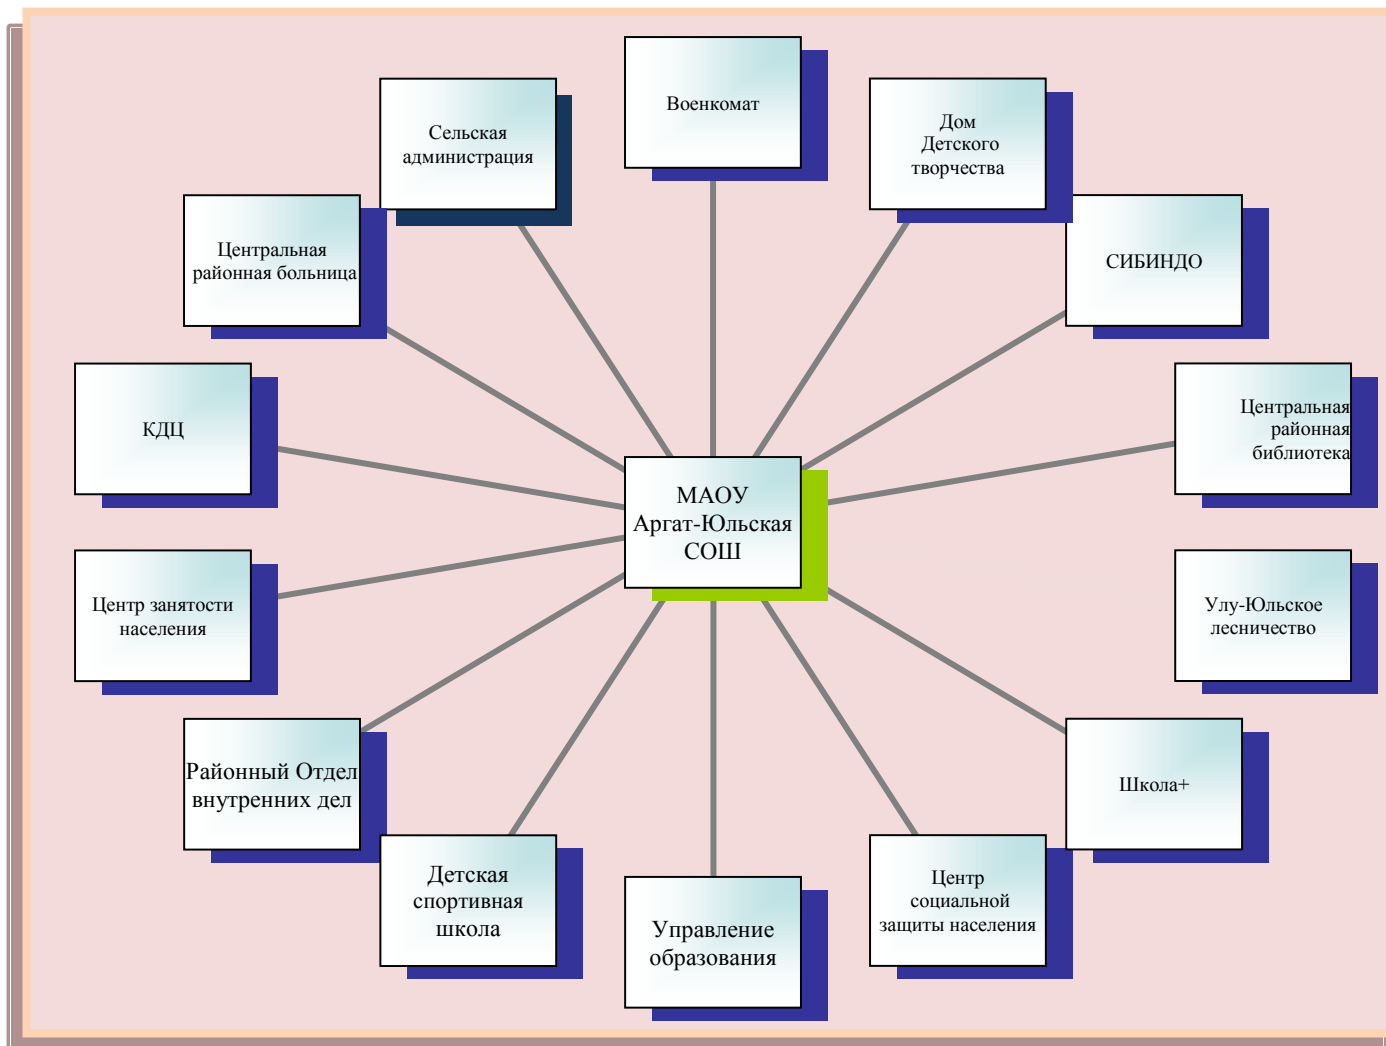 Военкомат
Сельская
администрация
Дом
Детского
творчества
Центральная
районная больница
СИБИНДО
КДЦ
Центральная
районная
библиотека
МАОУ
Аргат-Юльская
СОШ
Центр занятости
населения
Улу-Юльское
лесничество
Районный Отдел
внутренних дел
Школа+
Детская
спортивная
школа
Управление
образования
Центр
социальной
защиты населения